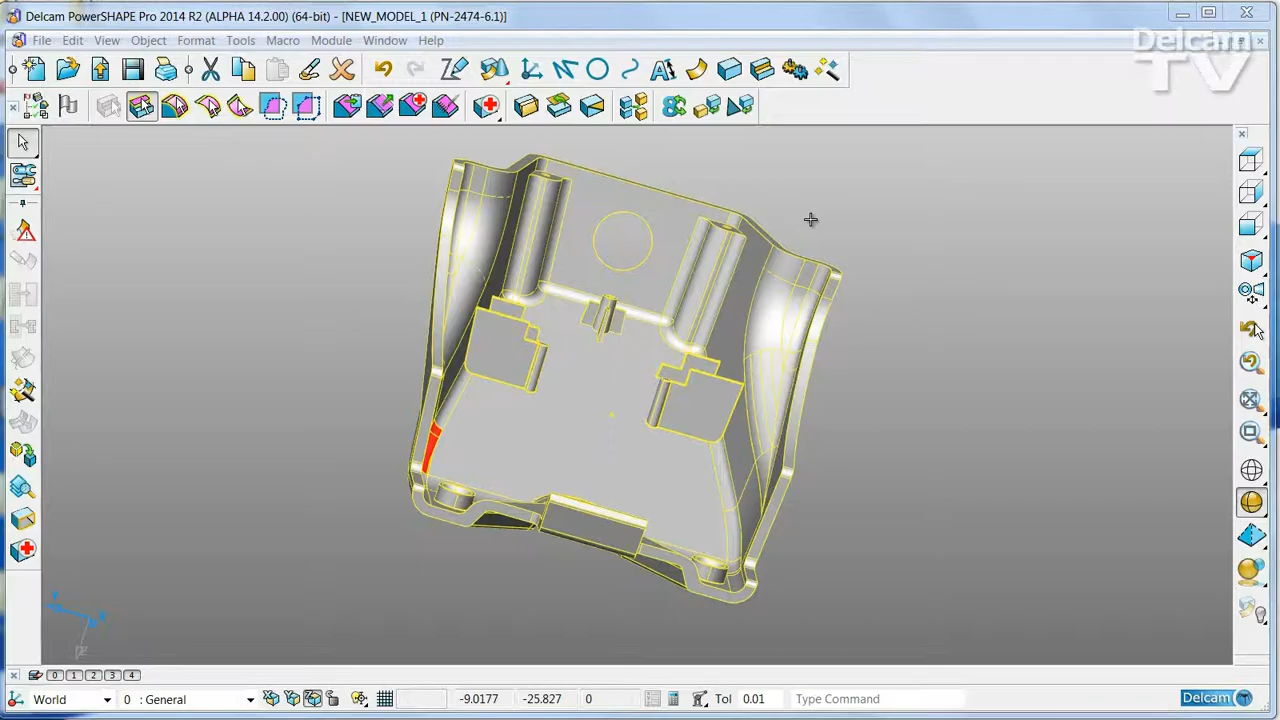 Delcam PowerSHAPE Pro 2014 R2 (ALPHA 14.2.00) (64-bit) - [NEW_MODEL_1 (PN-2474-6.1)]
File Edit View Object Format Tools Macro Module Window Help
Delcam
TV
0 1 2 3 4
World 0 : General -9.0177 -25.827 0 Tol 0.01 Type Command Delcam